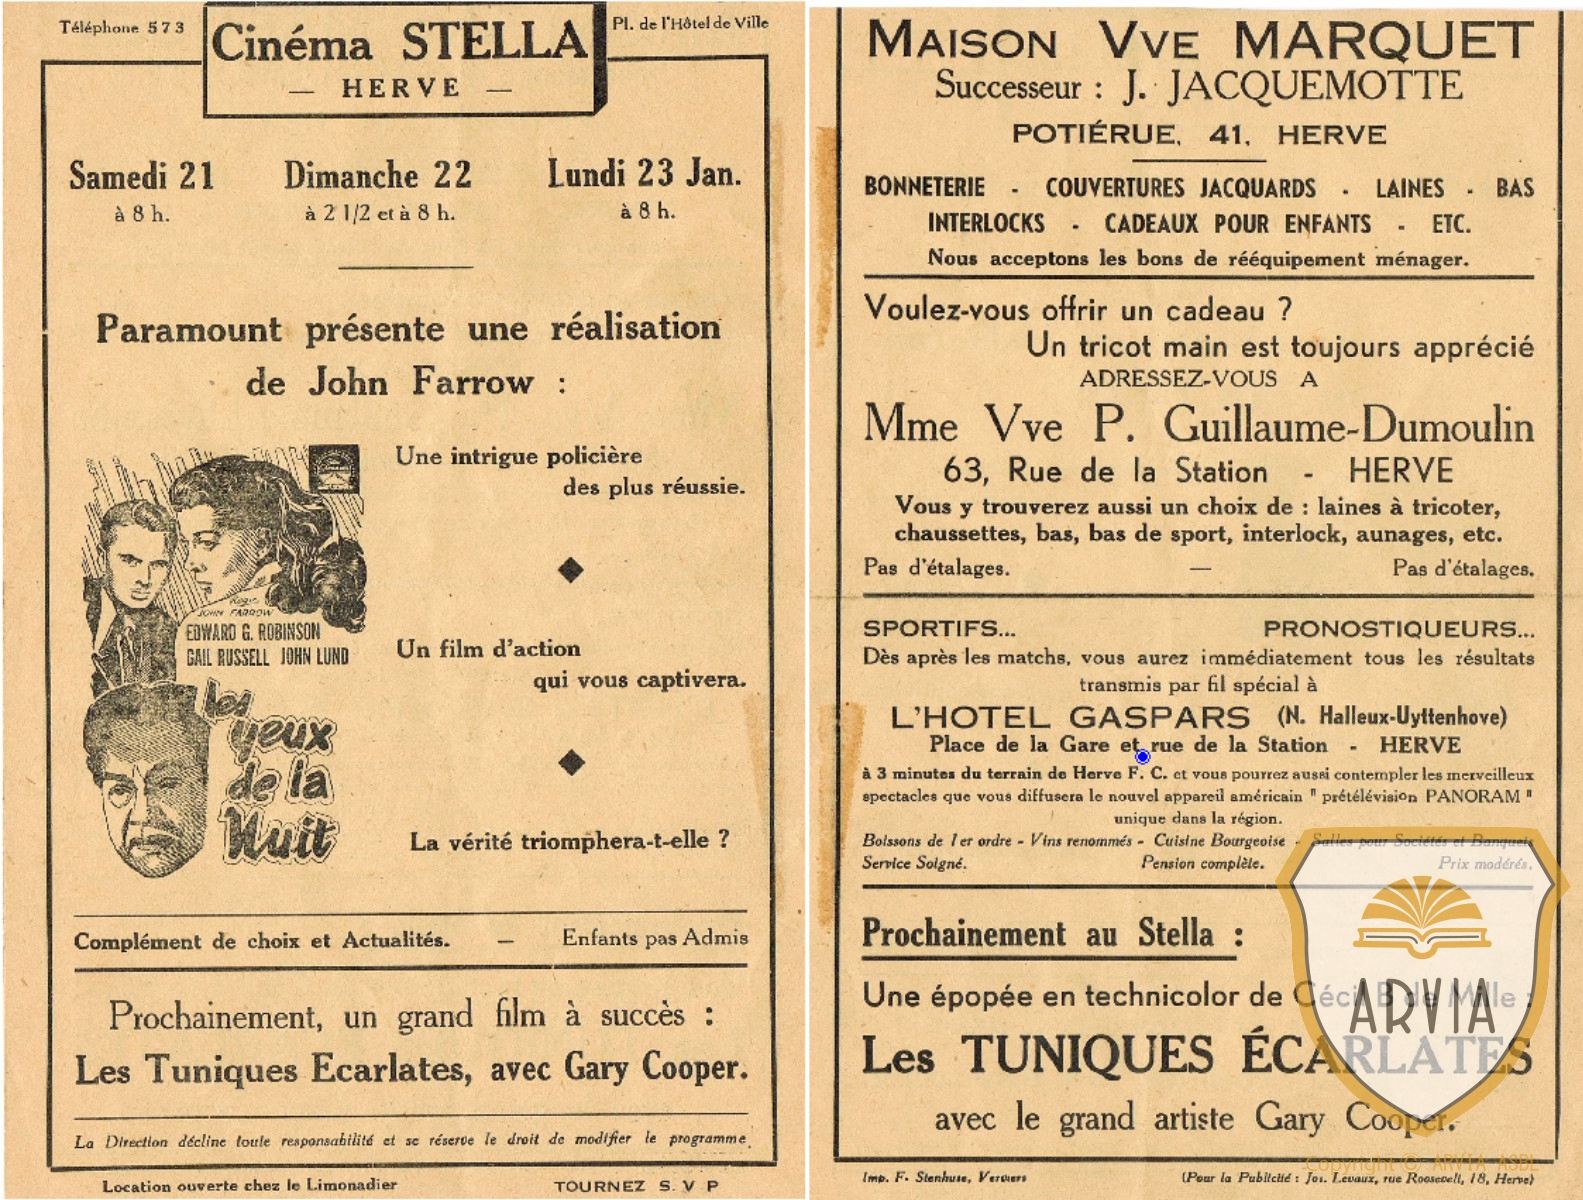 Téléphone 573
Cinéma STELLA
— HERVE —
Pl. de l'Hôtel de Ville
Samedi 21
à 8 h.
Dimanche 22
à 2 1/2 et à 8 h.
Lundi 23 Jan.
à 8 h.
Paramount présente une réalisation
de John Farrow :
Une intrigue policière
des plus réussie.
Régie
JOHN FARROW
EDWARD G. ROBINSON
GAIL RUSSELL JOHN LUND
les
yeux
de la
Nuit
Un film d'action
qui vous captivera.
La vérité triomphera-t-elle ?
Complément de choix et Actualités. — Enfants pas Admis
Prochainement, un grand film à succès :
Les Tuniques Ecarlates, avec Gary Cooper.
La Direction décline toute responsabilité et se réserve le droit de modifier le programme.
Location ouverte chez le Limonadier
TOURNEZ S. V P
MAISON VVE MARQUET
Successeur : J. JACQUEMOTTE
POTIÉRUE, 41, HERVE
BONNETERIE - COUVERTURES JACQUARDS - LAINES - BAS
INTERLOCKS - CADEAUX POUR ENFANTS - ETC.
Nous acceptons les bons de rééquipement ménager.
Voulez-vous offrir un cadeau ?
Un tricot main est toujours apprécié
ADRESSEZ-VOUS A
Mme Vve P. Guillaume-Dumoulin
63, Rue de la Station - HERVE
Vous y trouverez aussi un choix de : laines à tricoter,
chaussettes, bas, bas de sport, interlock, aunages, etc.
Pas d'étalages. — Pas d'étalages.
SPORTIFS... PRONOSTIQUEURS...
Dès après les matchs, vous aurez immédiatement tous les résultats
transmis par fil spécial à
L'HOTEL GASPARS (N. Halleux-Uyttenhove)
Place de la Gare et rue de la Station - HERVE
à 3 minutes du terrain de Herve F. C. et vous pourrez aussi contempler les merveilleux
spectacles que vous diffusera le nouvel appareil américain " prétélévision PANORAM "
unique dans la région.
Boissons de 1er ordre - Vins renommés - Cuisine Bourgeoise - Salles pour Sociétés et Banquets
Service Soigné. Pension complète. Prix modérés.
Prochainement au Stella :
Une épopée en technicolor de Cécil B de Mille :
Les TUNIQUES ÉCARLATES
avec le grand artiste Gary Cooper.
ARVIA
Copyright © ARVIA ASBL
Imp. F. Stenhuse, Verviers
(Pour la Publicité : Jos. Levaux, rue Roosevelt, 18, Herve)